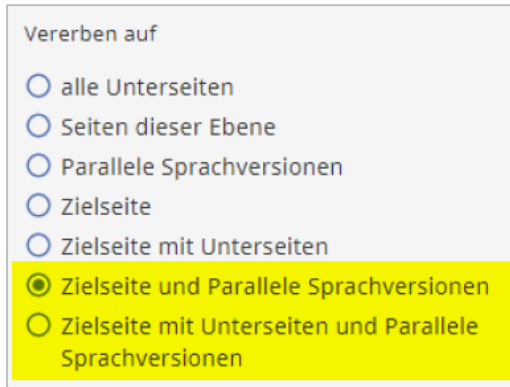 Vererben auf
alle Unterseiten
Seiten dieser Ebene
Parallele Sprachversionen
Zielseite
Zielseite mit Unterseiten
Zielseite und Parallele Sprachversionen
Zielseite mit Unterseiten und Parallele
Sprachversionen